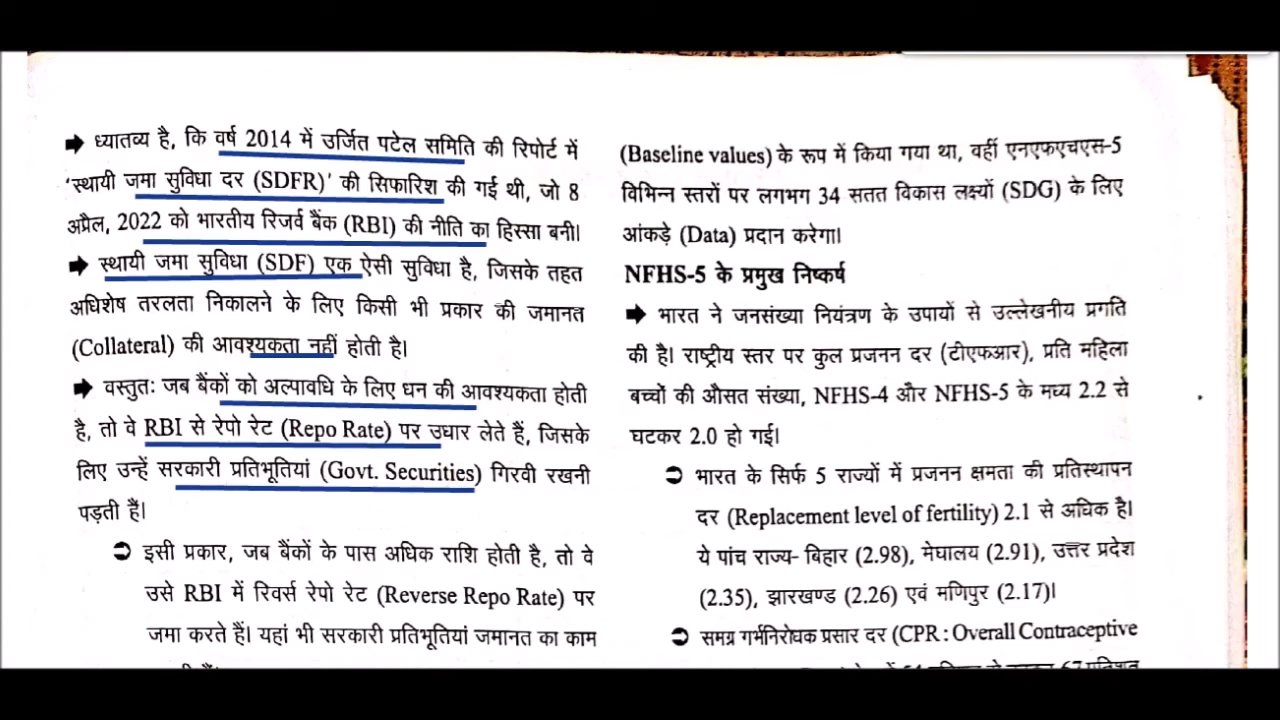 ➡ ध्यातव्य है, कि वर्ष 2014 में उर्जित पटेल समिति की रिपोर्ट में
'स्थायी जमा सुविधा दर (SDFR)' की सिफारिश की गई थी, जो 8
अप्रैल, 2022 को भारतीय रिजर्व बैंक (RBI) की नीति का हिस्सा बनी।
➡ स्थायी जमा सुविधा (SDF) एक ऐसी सुविधा है, जिसके तहत
अधिशेष तरलता निकालने के लिए किसी भी प्रकार की जमानत
(Collateral) की आवश्यकता नहीं होती है।
➡ वस्तुतः जब बैंकों को अल्पावधि के लिए धन की आवश्यकता होती
है, तो वे RBI से रेपो रेट (Repo Rate) पर उधार लेते हैं, जिसके
लिए उन्हें सरकारी प्रतिभूतियां (Govt. Securities) गिरवी रखनी
पड़ती हैं।
➲ इसी प्रकार, जब बैंकों के पास अधिक राशि होती है, तो वे
उसे RBI में रिवर्स रेपो रेट (Reverse Repo Rate) पर
जमा करते हैं। यहां भी सरकारी प्रतिभूतियां जमानत का काम
(Baseline values) के रूप में किया गया था, वहीं एनएफएचएस-5
विभिन्न स्तरों पर लगभग 34 सतत विकास लक्ष्यों (SDG) के लिए
आंकड़े (Data) प्रदान करेगा।
NFHS-5 के प्रमुख निष्कर्ष
➡ भारत ने जनसंख्या नियंत्रण के उपायों से उल्लेखनीय प्रगति
की है। राष्ट्रीय स्तर पर कुल प्रजनन दर (टीएफआर), प्रति महिला
बच्चों की औसत संख्या, NFHS-4 और NFHS-5 के मध्य 2.2 से
घटकर 2.0 हो गई।
➲ भारत के सिर्फ 5 राज्यों में प्रजनन क्षमता की प्रतिस्थापन
दर (Replacement level of fertility) 2.1 से अधिक है।
ये पांच राज्य- बिहार (2.98), मेघालय (2.91), उत्तर प्रदेश
(2.35), झारखण्ड (2.26) एवं मणिपुर (2.17)।
➲ समग्र गर्भनिरोधक प्रसार दर (CPR : Overall Contraceptive